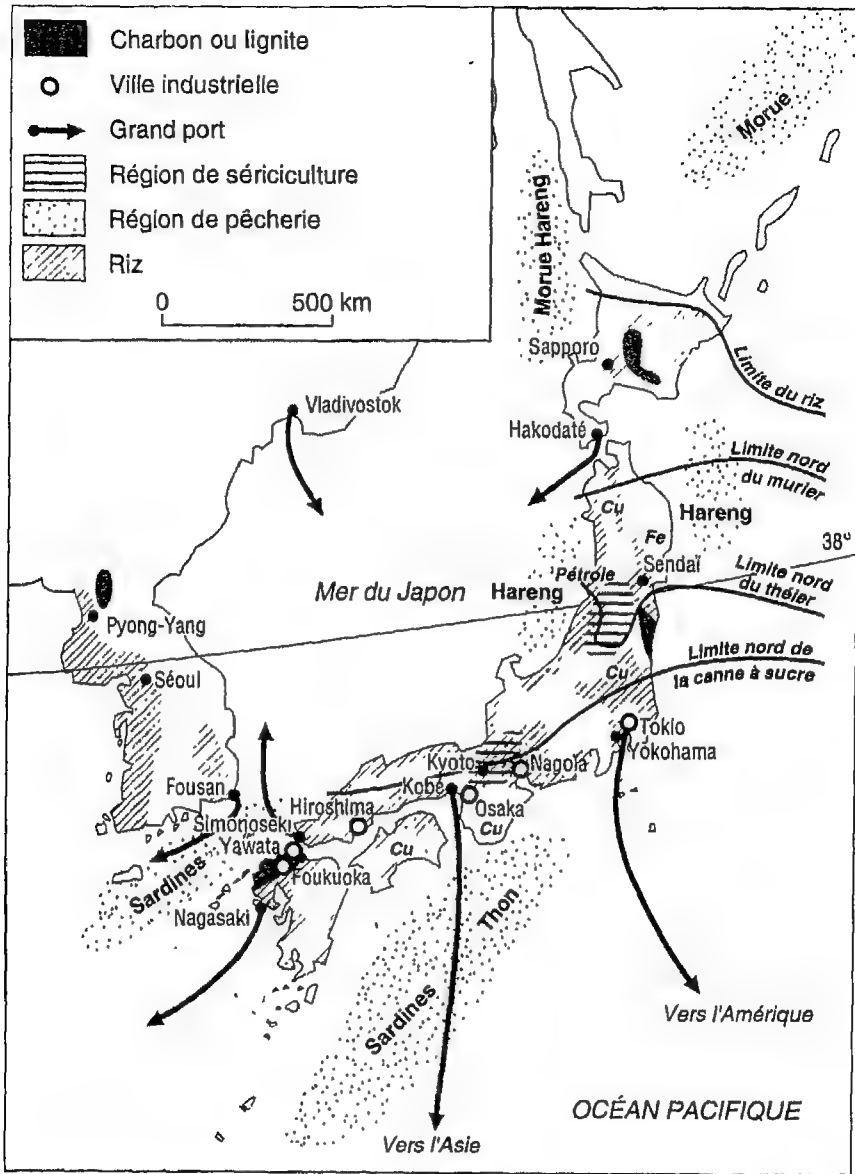 Charbon ou lignite
Ville industrielle
Grand port
Région de sériciculture
Région de pêcherie
Riz
0
500 km
Morue
Morue Hareng
Sapporo
Limite du riz
Vladivostok
Hakodaté
Limite nord
du murier
Cu
Hareng
Fe
38°
Sendaï
Pétrole
Limite nord
du théier
Mer du Japon
Hareng
Pyong-Yang
Limite nord de
la canne à sucre
Séoul
Cu
Tokio
Yokohama
Kyoto
Nagoïa
Fousan
Kobé
Hiroshima
Osaka
Simonoseki
Cu
Yawata
Cu
Foukuoka
Sardines
Nagasaki
Thon
Sardines
Vers l'Amérique
OCÉAN PACIFIQUE
Vers l'Asie